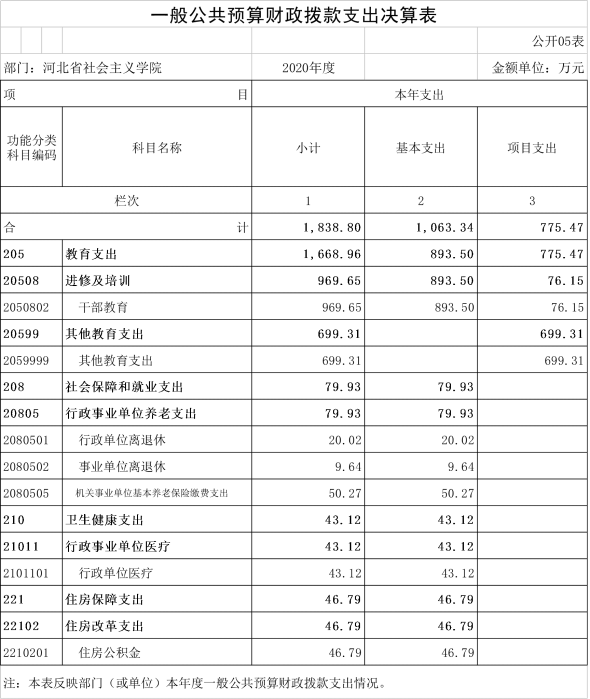 一般公共预算财政拨款支出决算表
公开05表
部门：河北省社会主义学院 2020年度 金额单位：万元
项 目 本年支出
功能分类科目编码 科目名称 小计 基本支出 项目支出
栏次 1 2 3
合 计 1,838.80 1,063.34 775.47
205 教育支出 1,668.96 893.50 775.47
20508 进修及培训 969.65 893.50 76.15
2050802 干部教育 969.65 893.50 76.15
20599 其他教育支出 699.31 699.31
2059999 其他教育支出 699.31 699.31
208 社会保障和就业支出 79.93 79.93
20805 行政事业单位养老支出 79.93 79.93
2080501 行政单位离退休 20.02 20.02
2080502 事业单位离退休 9.64 9.64
2080505 机关事业单位基本养老保险缴费支出 50.27 50.27
210 卫生健康支出 43.12 43.12
21011 行政事业单位医疗 43.12 43.12
2101101 行政单位医疗 43.12 43.12
221 住房保障支出 46.79 46.79
22102 住房改革支出 46.79 46.79
2210201 住房公积金 46.79 46.79
注：本表反映部门（或单位）本年度一般公共预算财政拨款支出情况。